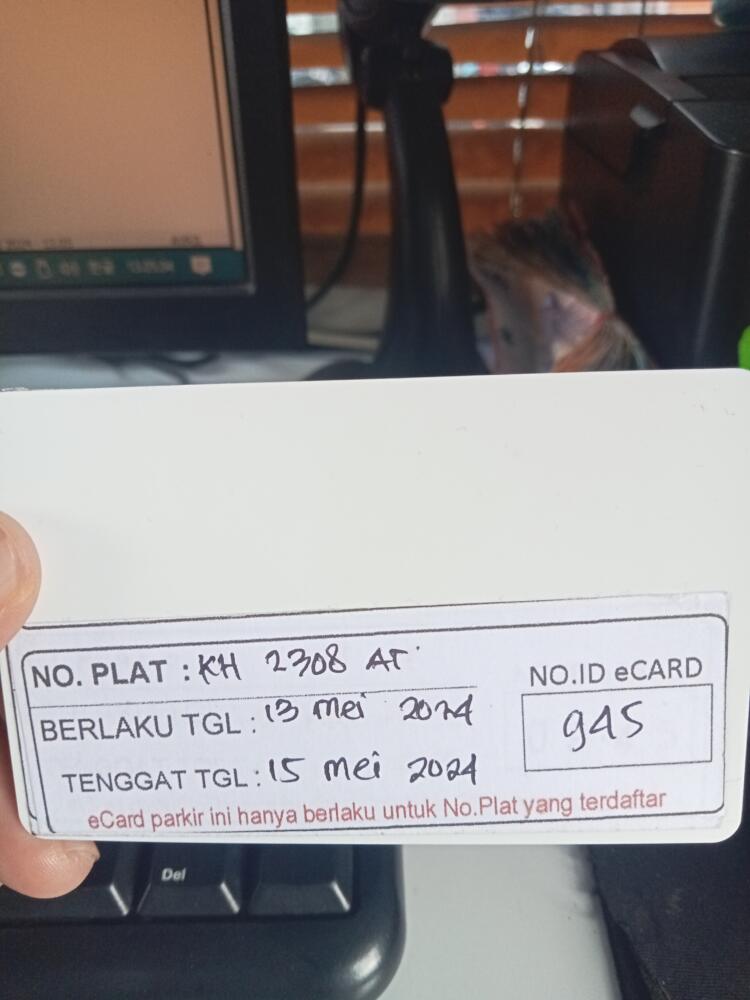 NO. PLAT : KH 2308 AT
BERLAKU TGL : 13 mei 2024
TENGGAT TGL : 15 mei 2024
NO.ID eCARD
945
eCard parkir ini hanya berlaku untuk No.Plat yang terdaftar
Del